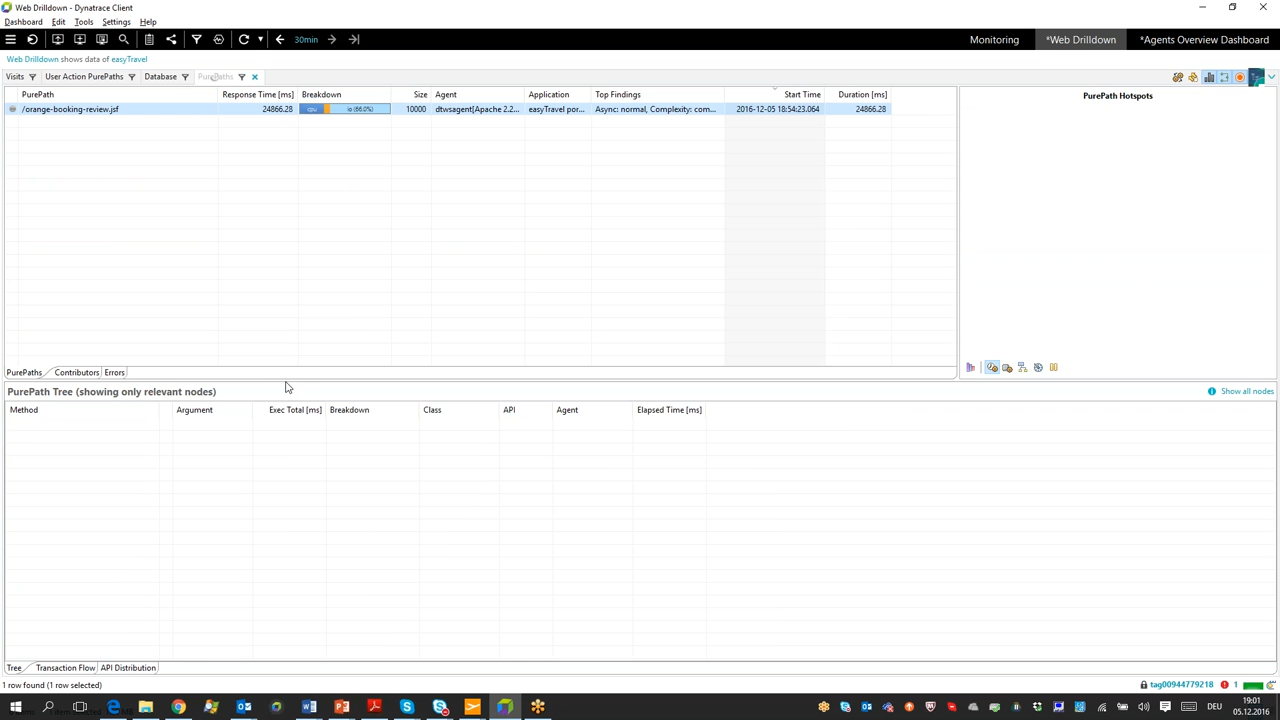 Web Drilldown - Dynatrace Client
Dashboard Edit Tools Settings Help
30min
Monitoring *Web Drilldown *Agents Overview Dashboard
Web Drilldown shows data of easyTravel
Visits User Action PurePaths Database PurePaths
PurePath Response Time [ms] Breakdown Size Agent Application Top Findings Start Time Duration [ms]
/orange-booking-review.jsf 24866.28 cpu io (66.0%) 10000 dtwsagent[Apache 2.2... easyTravel por... Async: normal, Complexity: com... 2016-12-05 18:54:23.064 24866.28
PurePath Hotspots
PurePaths Contributors Errors
PurePath Tree (showing only relevant nodes)
Show all nodes
Method Argument Exec Total [ms] Breakdown Class API Agent Elapsed Time [ms]
Tree Transaction Flow API Distribution
1 row found (1 row selected)
tag00944779218 1
DEU
19:01
05.12.2016